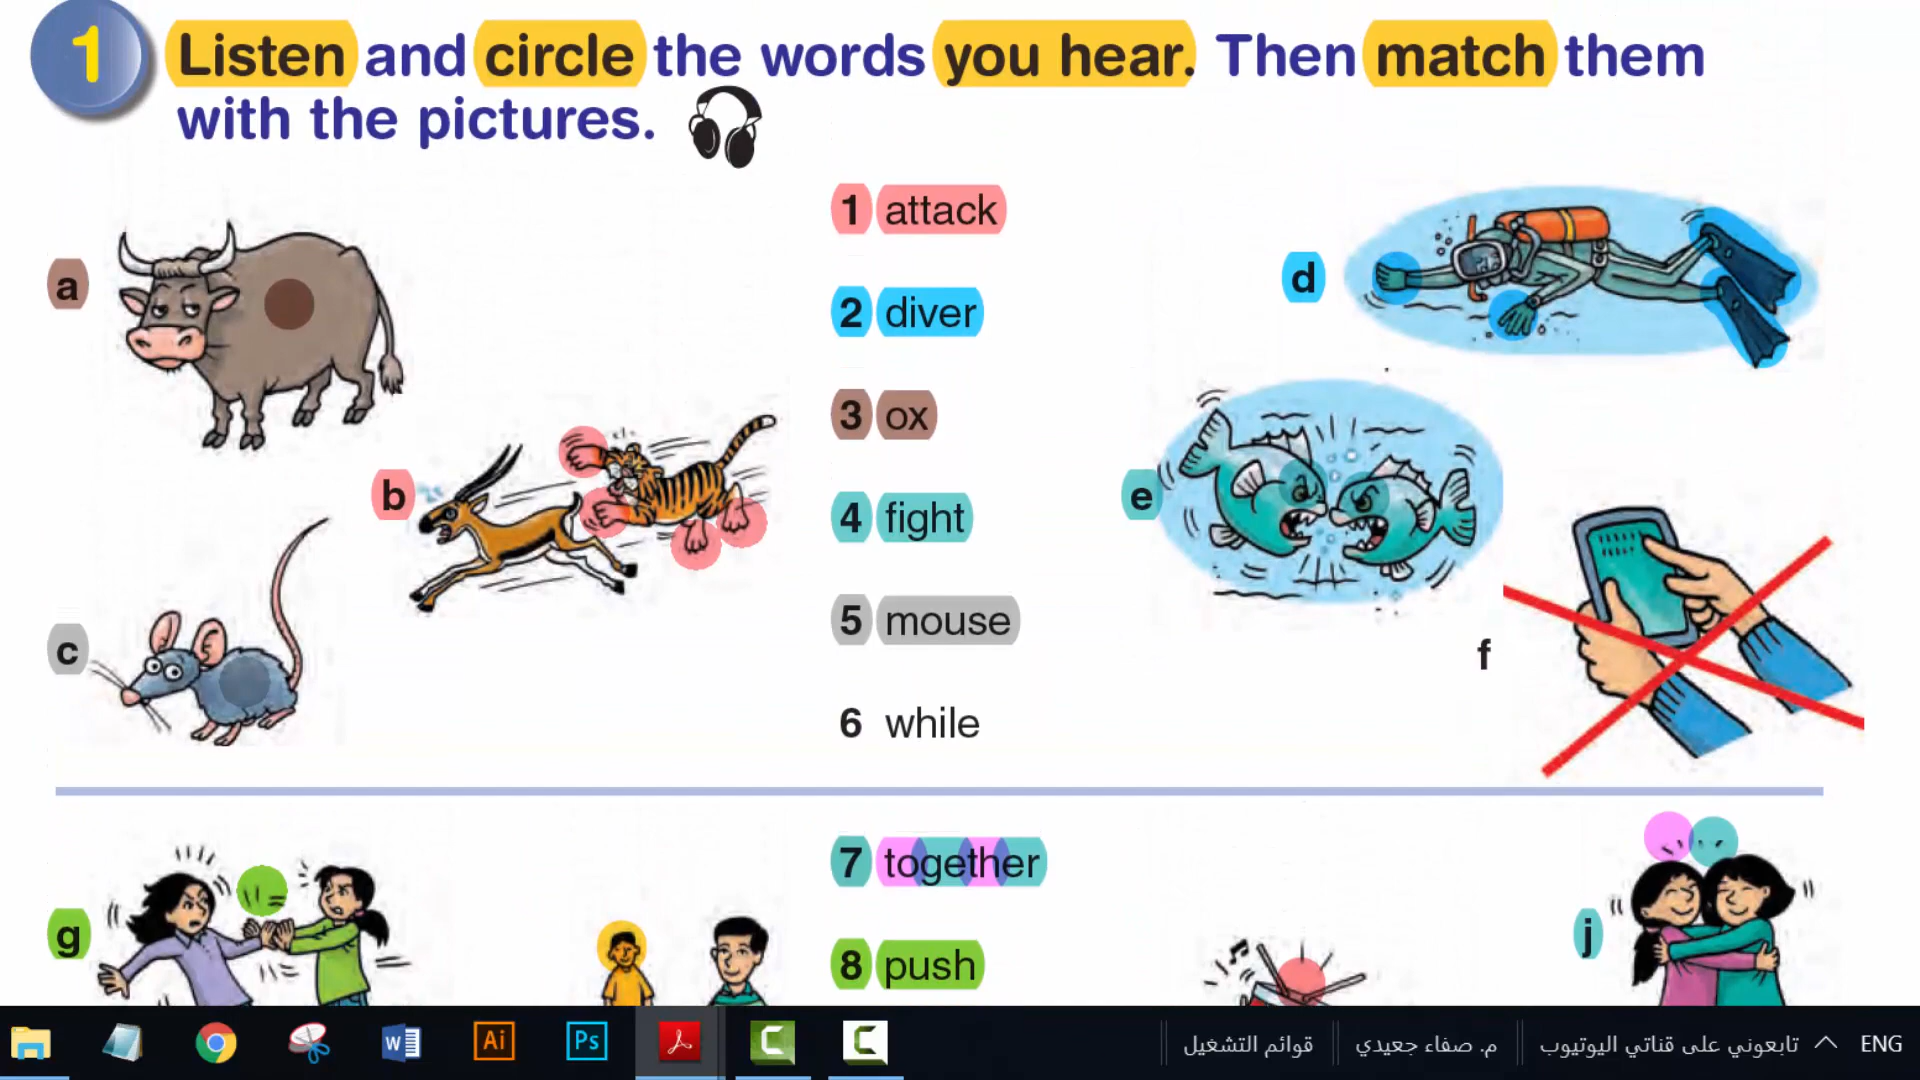 1 Listen and circle the words you hear. Then match them
with the pictures.
1 attack
2 diver
3 ox
4 fight
5 mouse
6 while
a
b
c
d
e
f
7 together
8 push
g
j
W
Ai
Ps
C
C
قوائم التشغيل
م. صفاء جعيدي
تابعوني على قناتي اليوتيوب
ENG